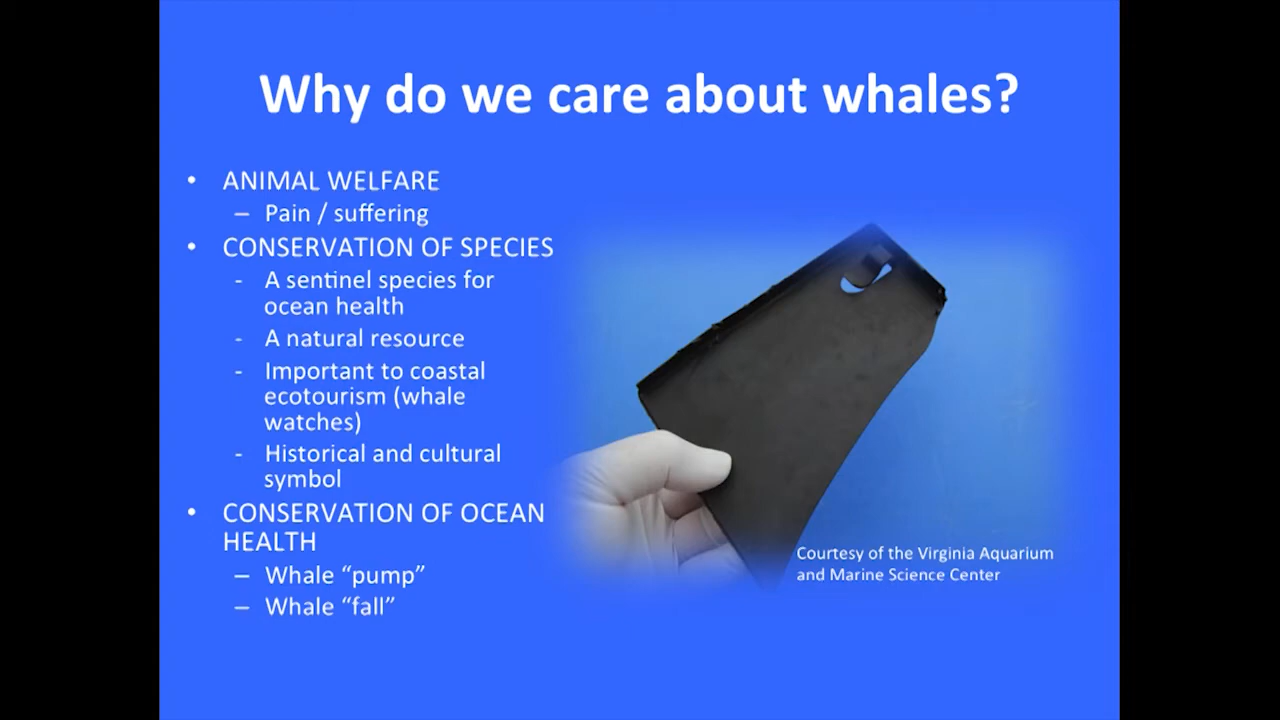 Why do we care about whales?
• ANIMAL WELFARE
– Pain / suffering
• CONSERVATION OF SPECIES
- A sentinel species for
ocean health
- A natural resource
- Important to coastal
ecotourism (whale
watches)
- Historical and cultural
symbol
• CONSERVATION OF OCEAN
HEALTH
– Whale “pump”
– Whale “fall”
Courtesy of the Virginia Aquarium
and Marine Science Center